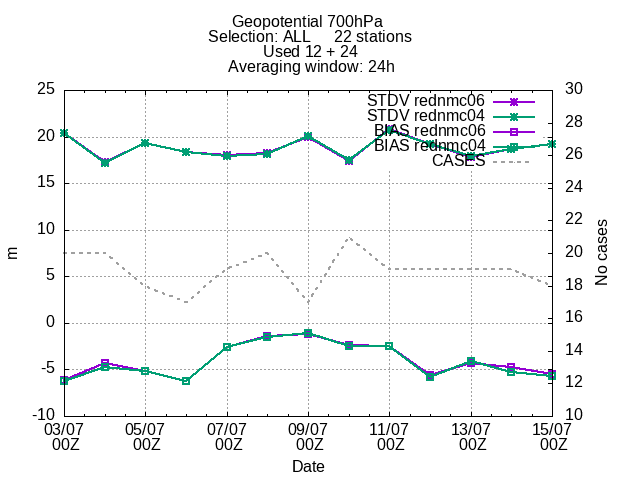 Geopotential 700hPa
Selection: ALL 22 stations
Used 12 + 24
Averaging window: 24h
STDV rednmc06
STDV rednmc04
BIAS rednmc06
BIAS rednmc04
CASES
25
20
15
10
5
0
-5
-10
m
30
28
26
24
22
20
18
16
14
12
10
No cases
03/07 05/07 07/07 09/07 11/07 13/07 15/07
00Z 00Z 00Z 00Z 00Z 00Z 00Z
Date